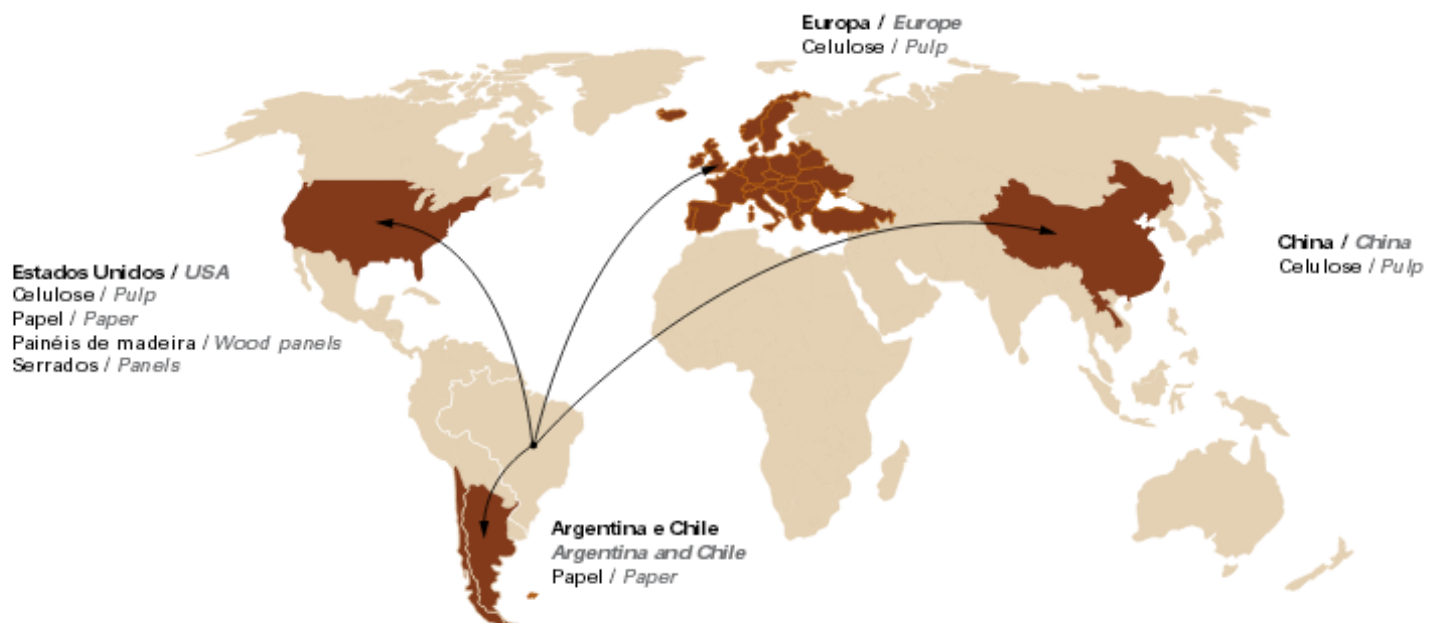 Europa / Europe
Celulose / Pulp
China / China
Celulose / Pulp
Estados Unidos / USA
Celulose / Pulp
Papel / Paper
Painéis de madeira / Wood panels
Serrados / Panels
Argentina e Chile
Argentina and Chile
Papel / Paper